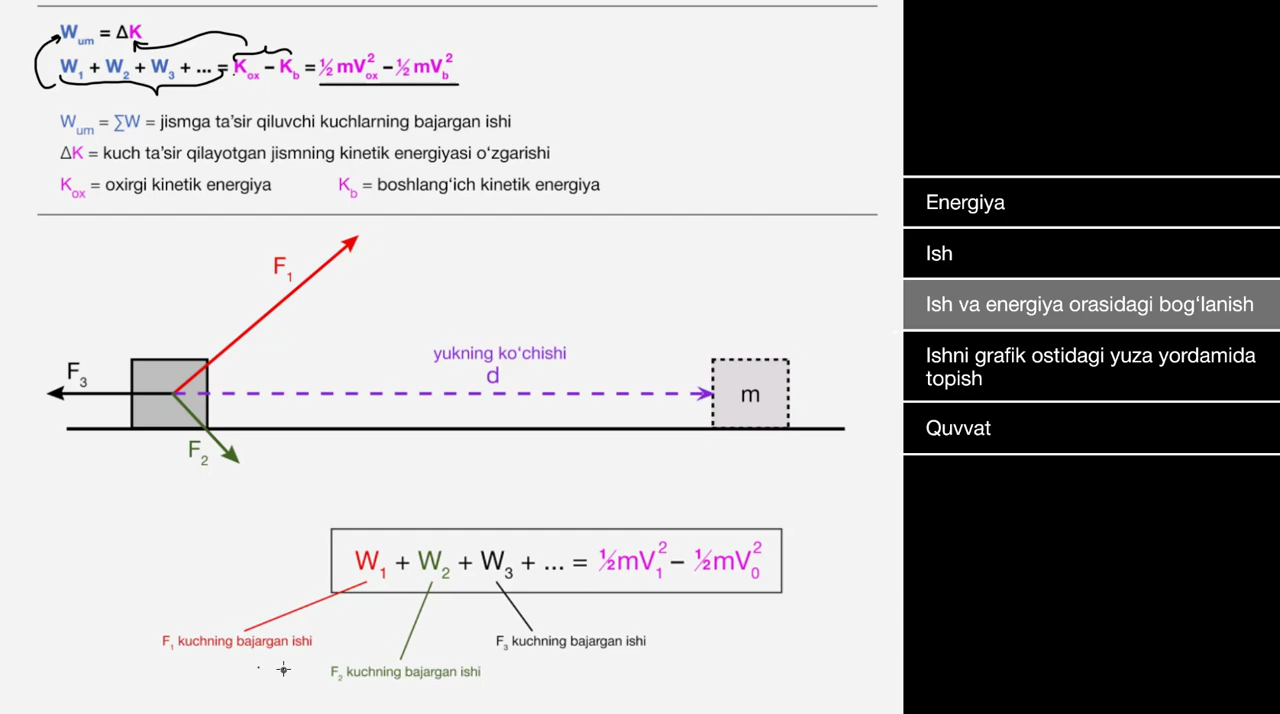 W_um = ΔK
W_1 + W_2 + W_3 + ... = K_ox − K_b = ½ mV_ox^2 − ½ mV_b^2
W_um = ∑W = jismga ta’sir qiluvchi kuchlarning bajargan ishi
ΔK = kuch ta’sir qilayotgan jismning kinetik energiyasi o‘zgarishi
K_ox = oxirgi kinetik energiya
K_b = boshlang‘ich kinetik energiya
F_1
yukning ko‘chishi
d
F_3
m
F_2
W_1 + W_2 + W_3 + ... = ½mV_1^2 − ½mV_0^2
F_1 kuchning bajargan ishi
F_3 kuchning bajargan ishi
F_2 kuchning bajargan ishi
Energiya
Ish
Ish va energiya orasidagi bog‘lanish
Ishni grafik ostidagi yuza yordamida
topish
Quvvat